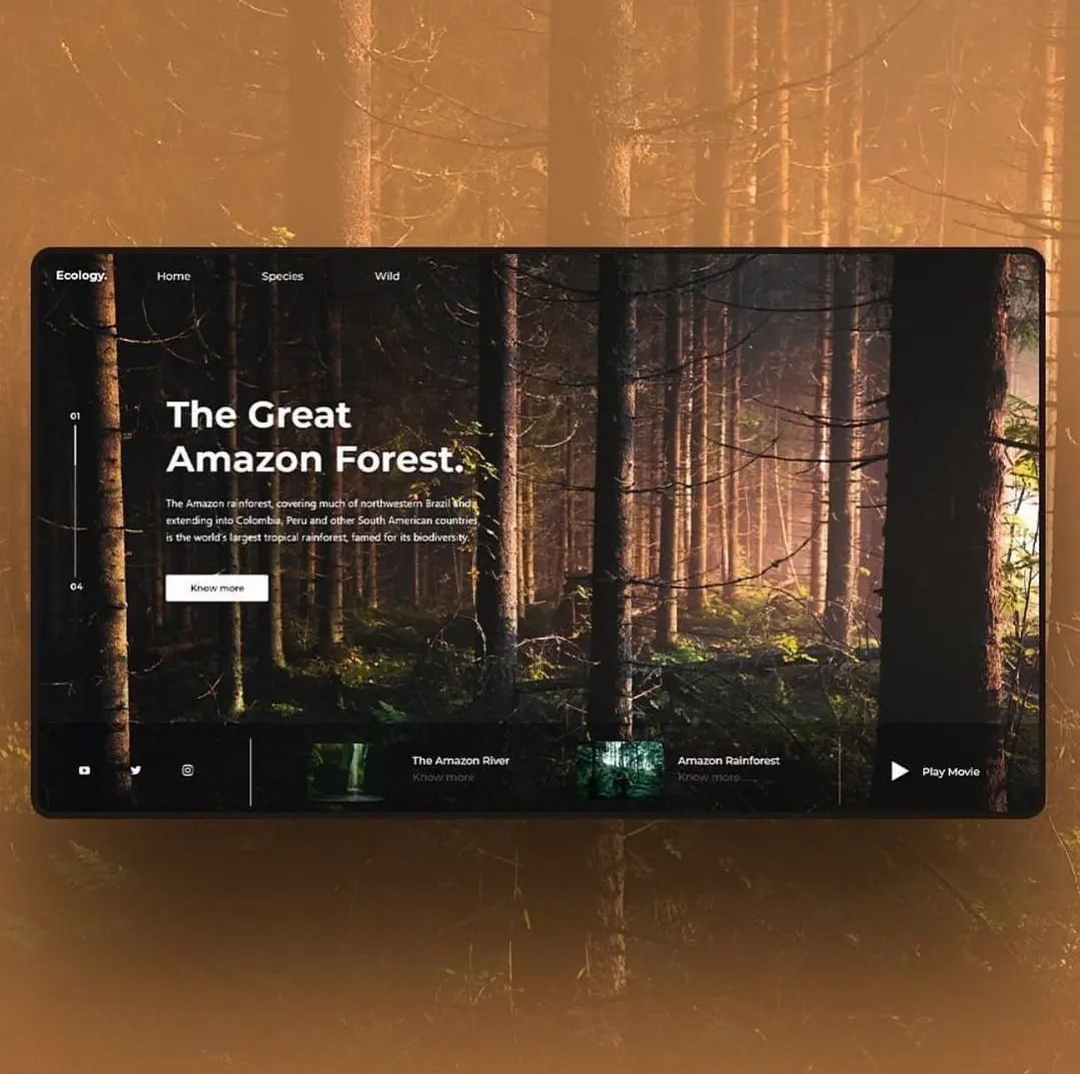 Ecology.
Home
Species
Wild
01
The Great
Amazon Forest.
The Amazon rainforest, covering much of northwestern Brazil and
extending into Colombia, Peru and other South American countries,
is the world's largest tropical rainforest, famed for its biodiversity.
04
Know more
The Amazon River
Know more
Amazon Rainforest
Know more
Play Movie